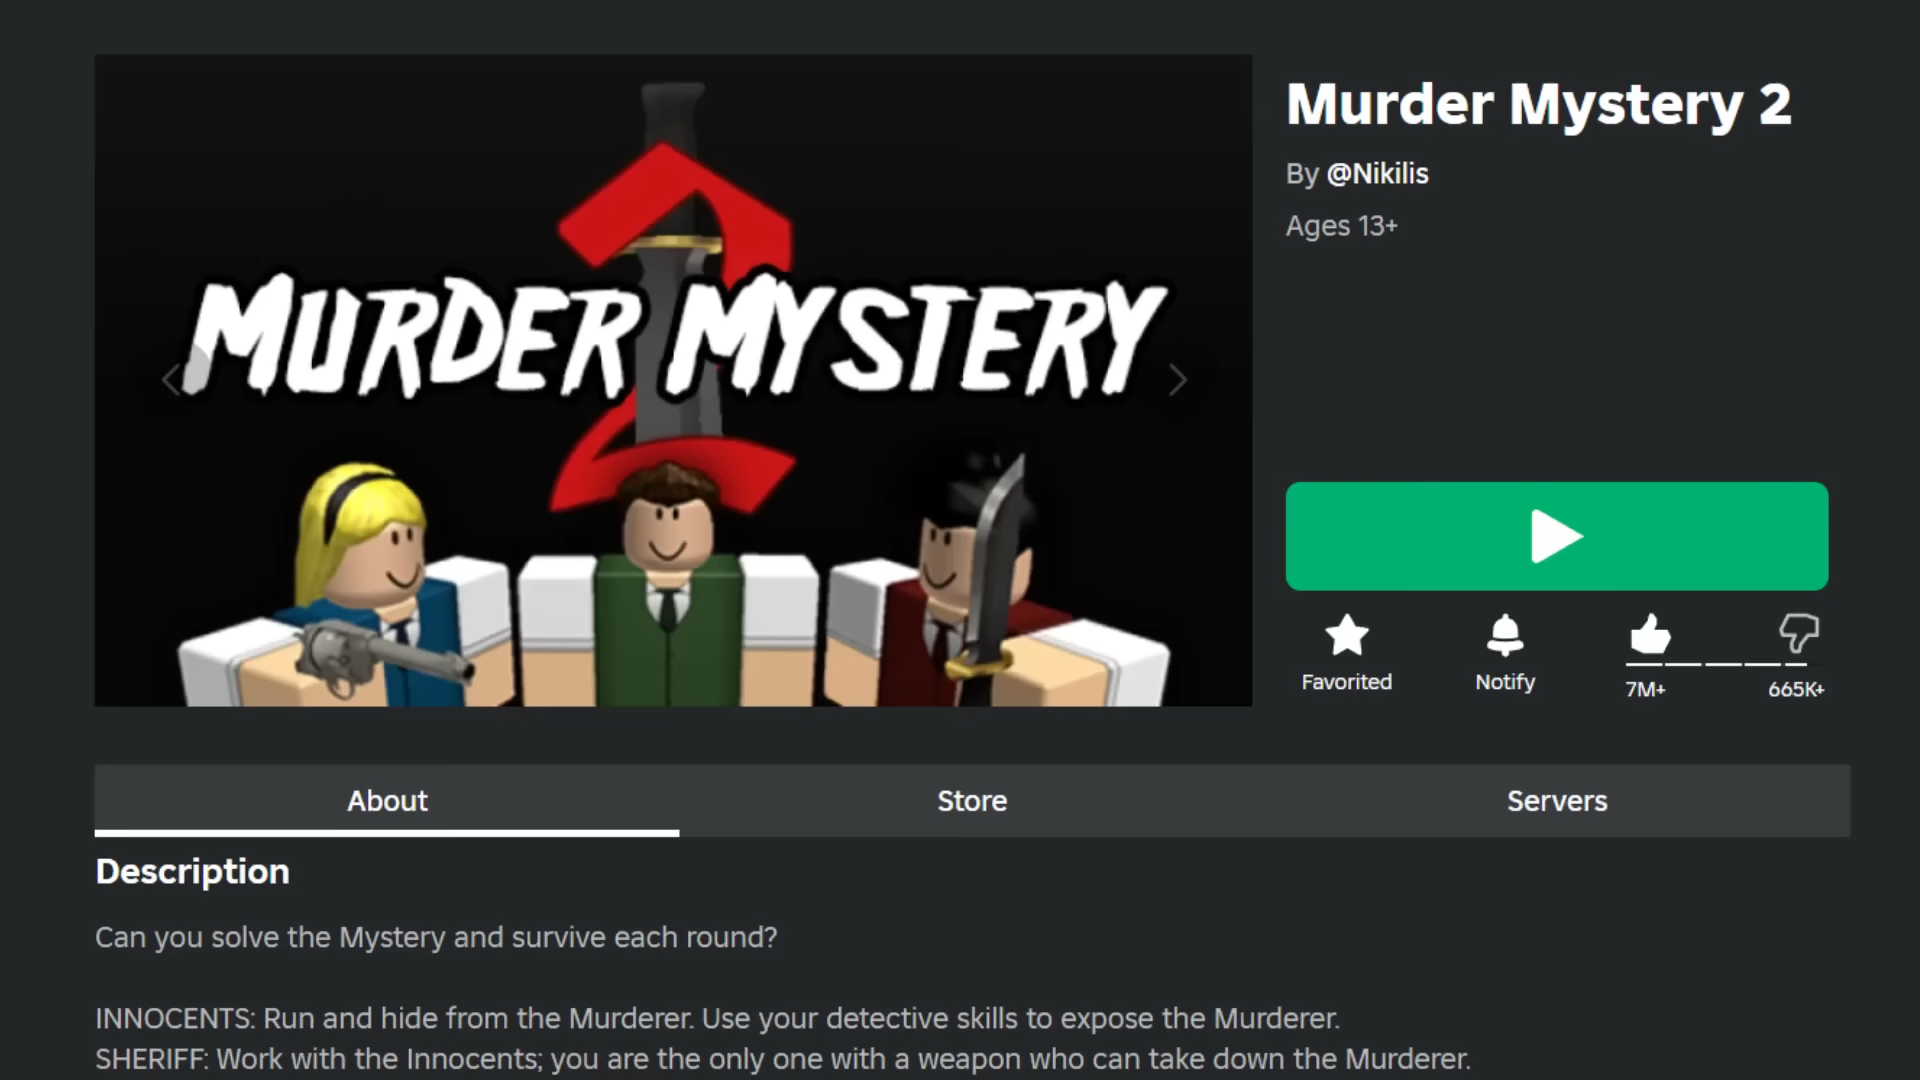 2
MURDER MYSTERY
Murder Mystery 2
By @Nikilis
Ages 13+
Favorited
Notify
7M+
665K+
About
Store
Servers
Description
Can you solve the Mystery and survive each round?
INNOCENTS: Run and hide from the Murderer. Use your detective skills to expose the Murderer.
SHERIFF: Work with the Innocents; you are the only one with a weapon who can take down the Murderer.